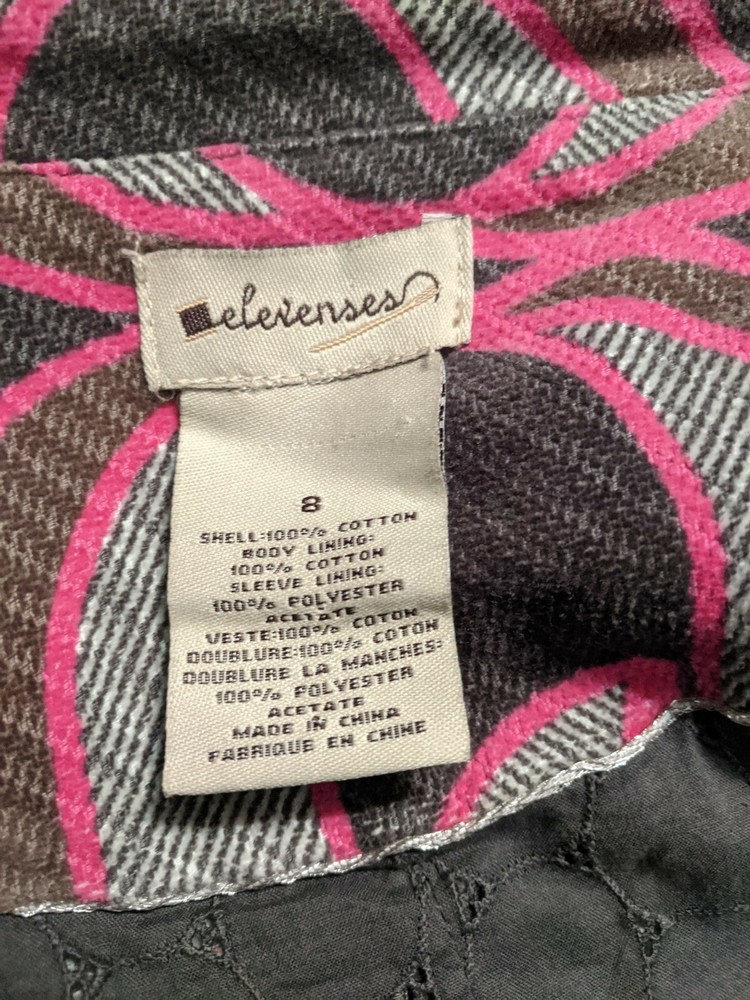 elevenses
8
SHELL:100% COTTON
BODY LINING:
100% COTTON
SLEEVE LINING:
100% POLYESTER
ACETATE
VESTE:100% COTON
DOUBLURE:100% COTON
DOUBLURE LA MANCHES:
100% POLYESTER
ACETATE
MADE IN CHINA
FABRIQUE EN CHINE